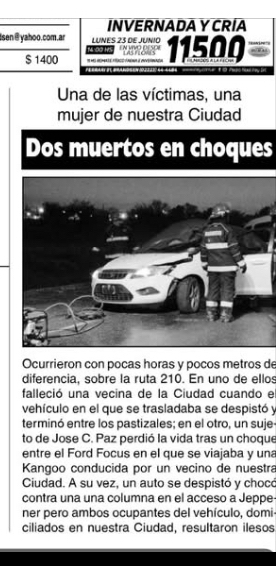 dsen@yahoo.com.ar
$ 1400
INVERNADA Y CRÍA
LUNES 23 DE JUNIO
14:00 HS
EN VIVO DESDE
LAS FLORES
11500
Una de las víctimas, una
mujer de nuestra Ciudad
Dos muertos en choques
Ocurrieron con pocas horas y pocos metros de
diferencia, sobre la ruta 210. En uno de ellos
falleció una vecina de la Ciudad cuando el
vehículo en el que se trasladaba se despistó y
terminó entre los pastizales; en el otro, un suje-
to de Jose C. Paz perdió la vida tras un choque
entre el Ford Focus en el que se viajaba y una
Kangoo conducida por un vecino de nuestra
Ciudad. A su vez, un auto se despistó y chocó
contra una una columna en el acceso a Jeppe-
ner pero ambos ocupantes del vehículo, domi-
ciliados en nuestra Ciudad, resultaron ilesos